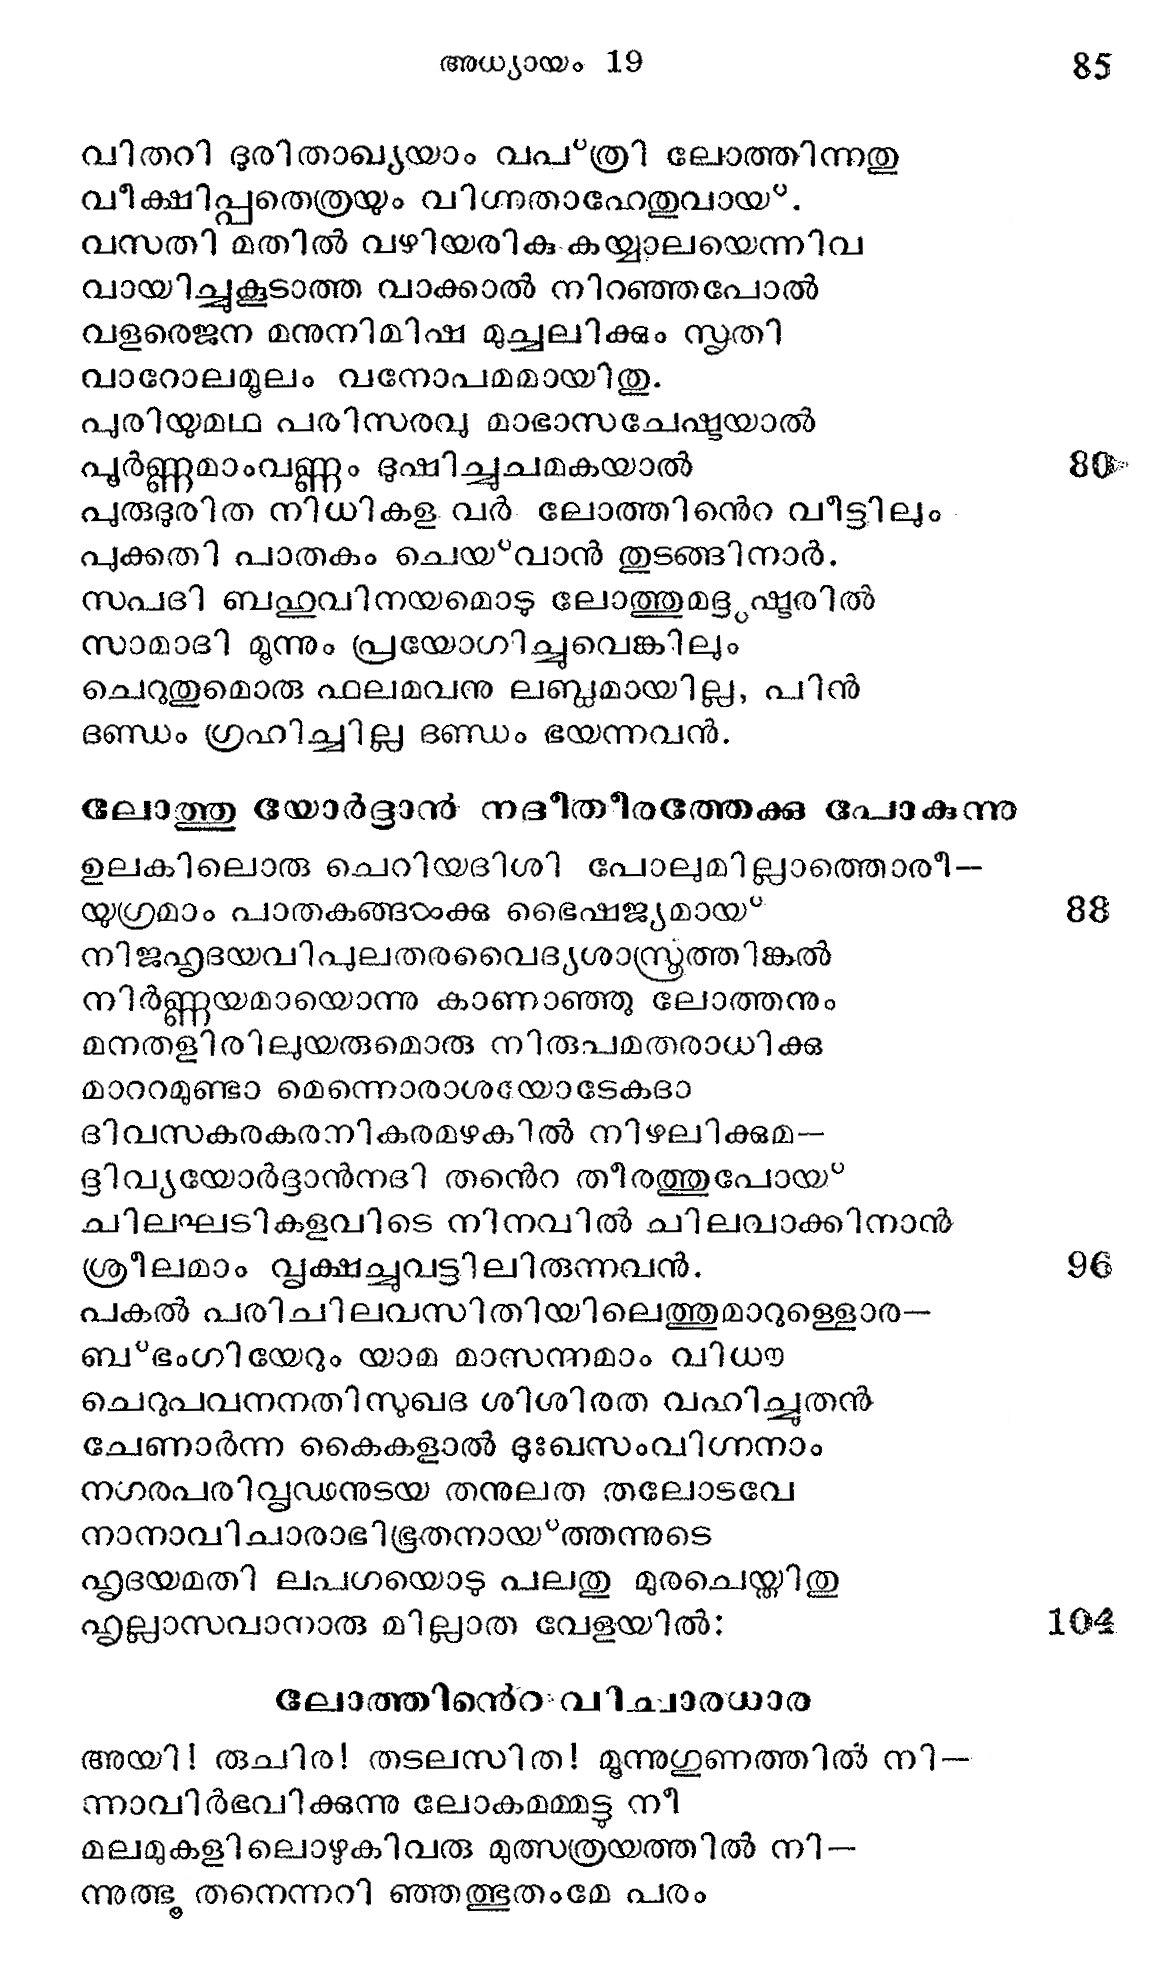 അധ്യായം 19 85
വിതറി ദുരിതാഖ്യയാം വപ്ത്രി ലോത്തിന്നതു
വീക്ഷിപ്പതെത്രയും വിഗ്നതാഹേതുവായ്.
വസതി മതിൽ വഴിയരികു കയ്യാലയെന്നിവ
വായിച്ചുകൂടാത്ത വാക്കാൽ നിറഞ്ഞപോൽ
വളരെജന മനുനിമിഷ മുച്ചലിക്കും സൃതി
വാറോലമൂലം വനോപമമായിതു.
പുരിയുമഥ പരിസരവു മാഭാസചേഷ്ടയാൽ
പൂർണ്ണമാംവണ്ണം ദുഷിച്ചുചമകയാൽ 80
പുരുദുരിത നിധികള വർ ലോത്തിൻെറ വീട്ടിലും
പുക്കതി പാതകം ചെയ്‌വാൻ തുടങ്ങിനാർ.
സപദി ബഹുവിനയമൊടു ലോത്തുമദ്ദുഷ്ടരിൽ
സാമാദി മൂന്നും പ്രയോഗിച്ചുവെങ്കിലും
ചെറുതുമൊരു ഫലമവനു ലബ്ധമായില്ല, പിൻ
ദണ്ഡം ഗ്രഹിച്ചില്ല ദണ്ഡം ഭയന്നവൻ.
ലോത്തു യോർദ്ദാൻ നദീതീരത്തേക്കു പോകുന്നു
ഉലകിലൊരു ചെറിയദിശി പോലുമില്ലാത്തൊരീ—
യുഗ്രമാം പാതകങ്ങൾക്കു ഭൈഷജ്യമായ് 88
നിജഹൃദയവിപുലതരവൈദ്യശാസ്ത്രത്തിങ്കൽ
നിർണ്ണയമായൊന്നു കാണാഞ്ഞു ലോത്തനും
മനതളിരിലുയരുമൊരു നിരുപമതരാധിക്കു
മാററമുണ്ടാ മെന്നൊരാശയോടേകദാ
ദിവസകരകരനികരമഴകിൽ നിഴലിക്കുമ—
ദ്ദിവ്യയോർദ്ദാൻനദി തൻെറ തീരത്തുപോയ്
ചിലഘടികളവിടെ നിനവിൽ ചിലവാക്കിനാൻ
ശ്രീലമാം വൃക്ഷച്ചുവട്ടിലിരുന്നവൻ. 96
പകൽ പരിചിലവസിതിയിലെത്തുമാറുള്ളൊര—
ബ്ഭംഗിയേറും യാമ മാസന്നമാം വിധൗ
ചെറുപവനനതിസുഖദ ശിശിരത വഹിച്ചുതൻ
ചേണാർന്ന കൈകളാൽ ദുഃഖസംവിഗ്നനാം
നഗരപരിവൃഢനുടയ തനുലത തലോടവേ
നാനാവിചാരാഭിഭൂതനായ്ത്തന്നുടെ
ഹൃദയമതി ലപഗയൊടു പലതു മുരചെയ്തിതു
ഹൃല്ലാസവാനാരു മില്ലാത വേളയിൽ: 104
ലോത്തിൻെറ വിചാരധാര
അയി! രുചിര! തടലസിത! മൂന്നുഗുണത്തിൽ നി—
ന്നാവിർഭവിക്കുന്നു ലോകമമ്മട്ടു നീ
മലമുകളിലൊഴുകിവരു മുത്സത്രയത്തിൽ നി—
ന്നുത്ഭൂ തനെന്നറി ഞ്ഞത്ഭുതംമേ പരം